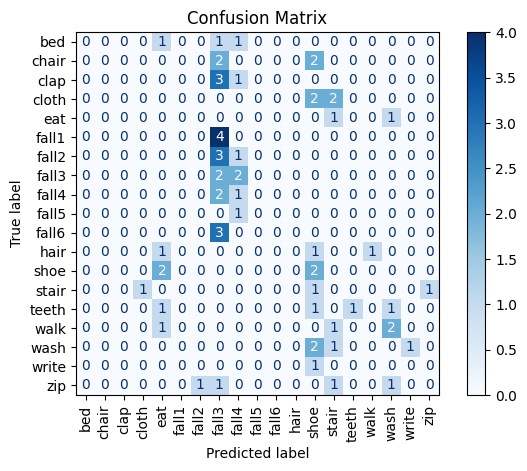 Confusion Matrix
True label
bed 0 0 0 0 1 0 0 1 1 0 0 0 0 0 0 0 0 0 0
chair 0 0 0 0 0 0 0 2 0 0 0 0 2 0 0 0 0 0 0
clap 0 0 0 0 0 0 0 3 1 0 0 0 0 0 0 0 0 0 0
cloth 0 0 0 0 0 0 0 0 0 0 0 0 2 2 0 0 0 0 0
eat 0 0 0 0 0 0 0 0 0 0 0 0 0 1 0 0 1 0 0
fall1 0 0 0 0 0 0 0 4 0 0 0 0 0 0 0 0 0 0 0
fall2 0 0 0 0 0 0 0 3 1 0 0 0 0 0 0 0 0 0 0
fall3 0 0 0 0 0 0 0 2 2 0 0 0 0 0 0 0 0 0 0
fall4 0 0 0 0 0 0 0 2 1 0 0 0 0 0 0 0 0 0 0
fall5 0 0 0 0 0 0 0 0 1 0 0 0 0 0 0 0 0 0 0
fall6 0 0 0 0 0 0 0 3 0 0 0 0 0 0 0 0 0 0 0
hair 0 0 0 0 1 0 0 0 0 0 0 0 1 0 0 1 0 0 0
shoe 0 0 0 0 2 0 0 0 0 0 0 0 2 0 0 0 0 0 0
stair 0 0 0 1 0 0 0 0 0 0 0 0 1 0 0 0 0 0 1
teeth 0 0 0 0 1 0 0 0 0 0 0 0 1 0 1 0 1 0 0
walk 0 0 0 0 1 0 0 0 0 0 0 0 0 1 0 0 2 0 0
wash 0 0 0 0 0 0 0 0 0 0 0 0 2 1 0 0 0 1 0
write 0 0 0 0 0 0 0 0 0 0 0 0 1 0 0 0 0 0 0
zip 0 0 0 0 0 0 1 1 0 0 0 0 0 1 0 0 1 0 0
bed chair clap cloth eat fall1 fall2 fall3 fall4 fall5 fall6 hair shoe stair teeth walk wash write zip
Predicted label
4.0
3.5
3.0
2.5
2.0
1.5
1.0
0.5
0.0